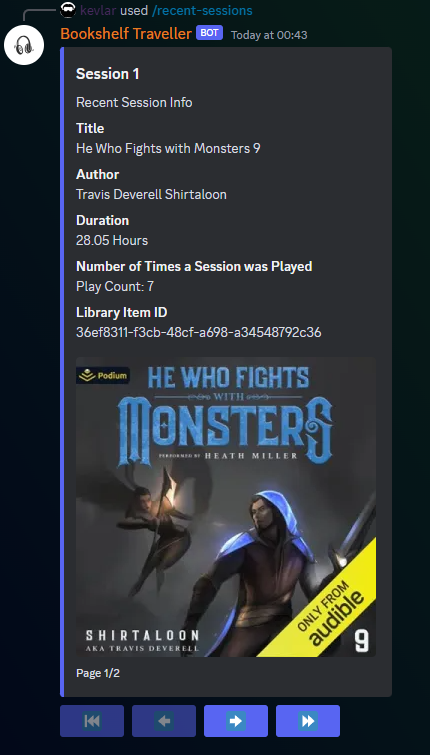 kevlar used /recent-sessions
Bookshelf Traveller BOT Today at 00:43
Session 1
Recent Session Info
Title
He Who Fights with Monsters 9
Author
Travis Deverell Shirtaloon
Duration
28.05 Hours
Number of Times a Session was Played
Play Count: 7
Library Item ID
36ef8311-f3cb-48cf-a698-a34548792c36
Podium
HE WHO FIGHTS
WITH
MONSTERS
PERFORMED BY HEATH MILLER
ONLY FROM
audible
SHIRTALOON
AKA TRAVIS DEVERELL
9
Page 1/2